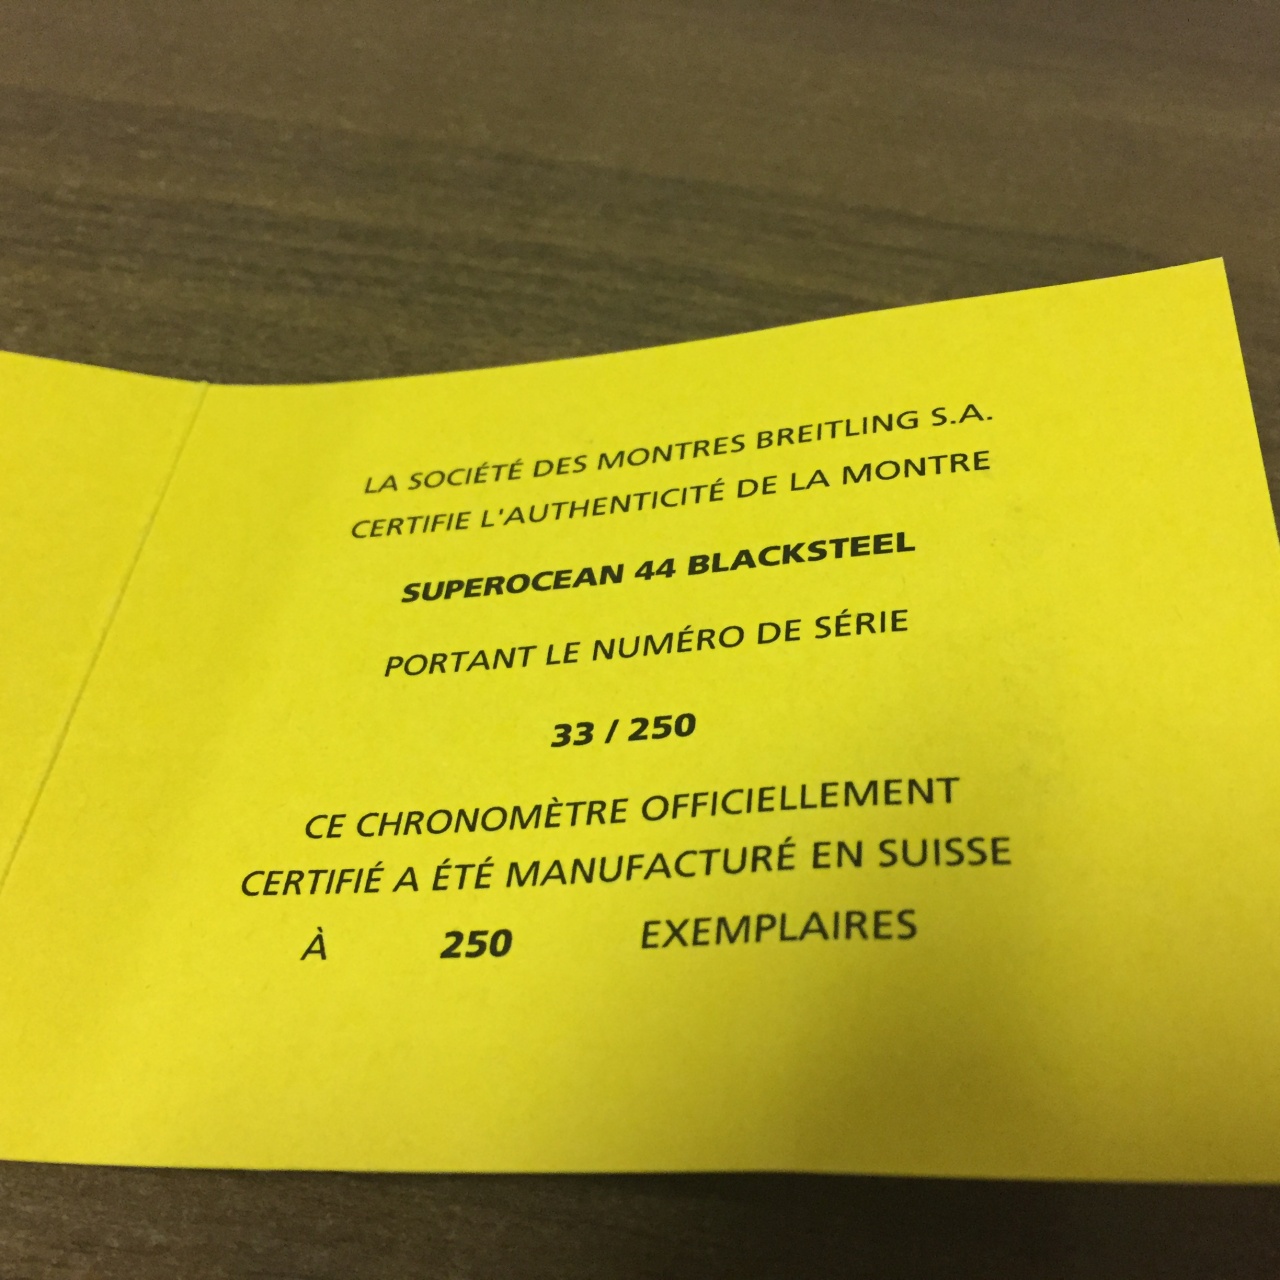 LA SOCIÉTÉ DES MONTRES BREITLING S.A.
CERTIFIE L'AUTHENTICITÉ DE LA MONTRE
SUPEROCEAN 44 BLACKSTEEL
PORTANT LE NUMÉRO DE SÉRIE
33 / 250
CE CHRONOMÈTRE OFFICIELLEMENT
CERTIFIÉ A ÉTÉ MANUFACTURÉ EN SUISSE
À 250 EXEMPLAIRES